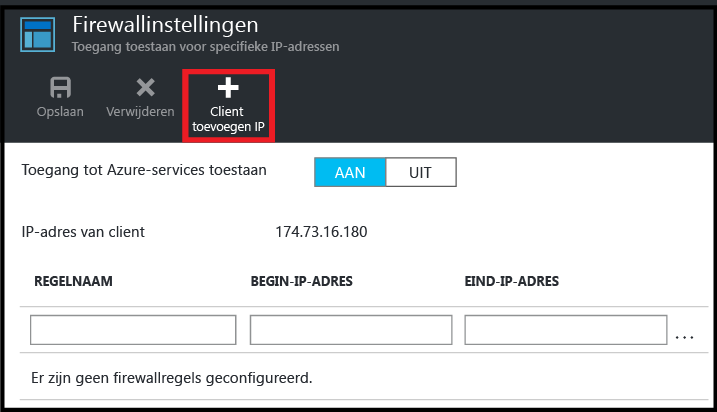 Firewallinstellingen
Toegang toestaan voor specifieke IP-adressen
Opslaan Verwijderen Client
toevoegen IP
Toegang tot Azure-services toestaan AAN UIT
IP-adres van client 174.73.16.180
REGELNAAM BEGIN-IP-ADRES EIND-IP-ADRES
...
Er zijn geen firewallregels geconfigureerd.